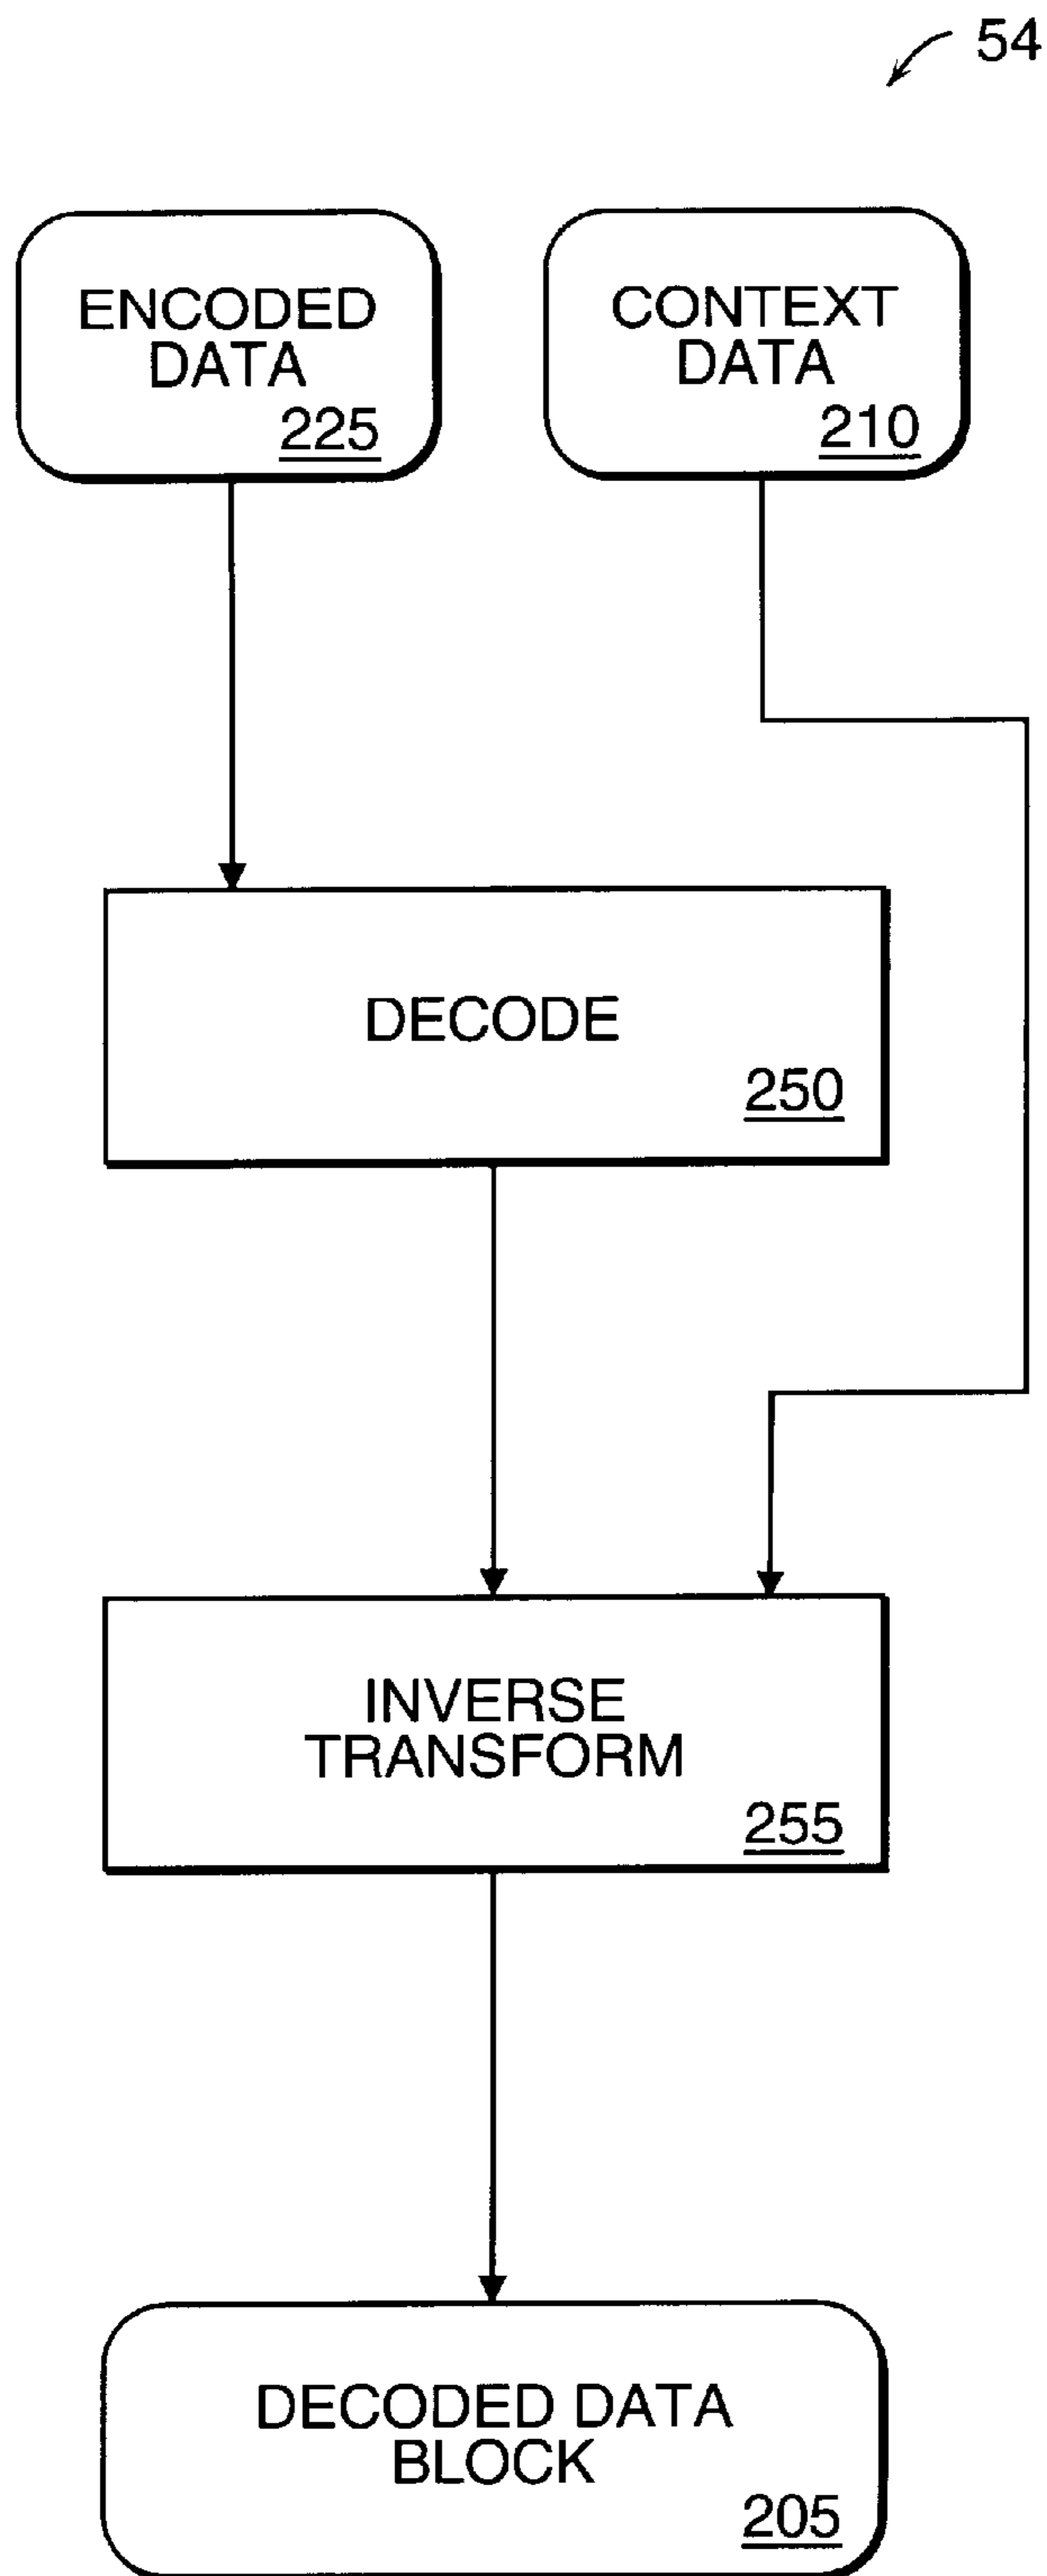 54
ENCODED
DATA
225
CONTEXT
DATA
210
DECODE
250
INVERSE
TRANSFORM
255
DECODED DATA
BLOCK
205